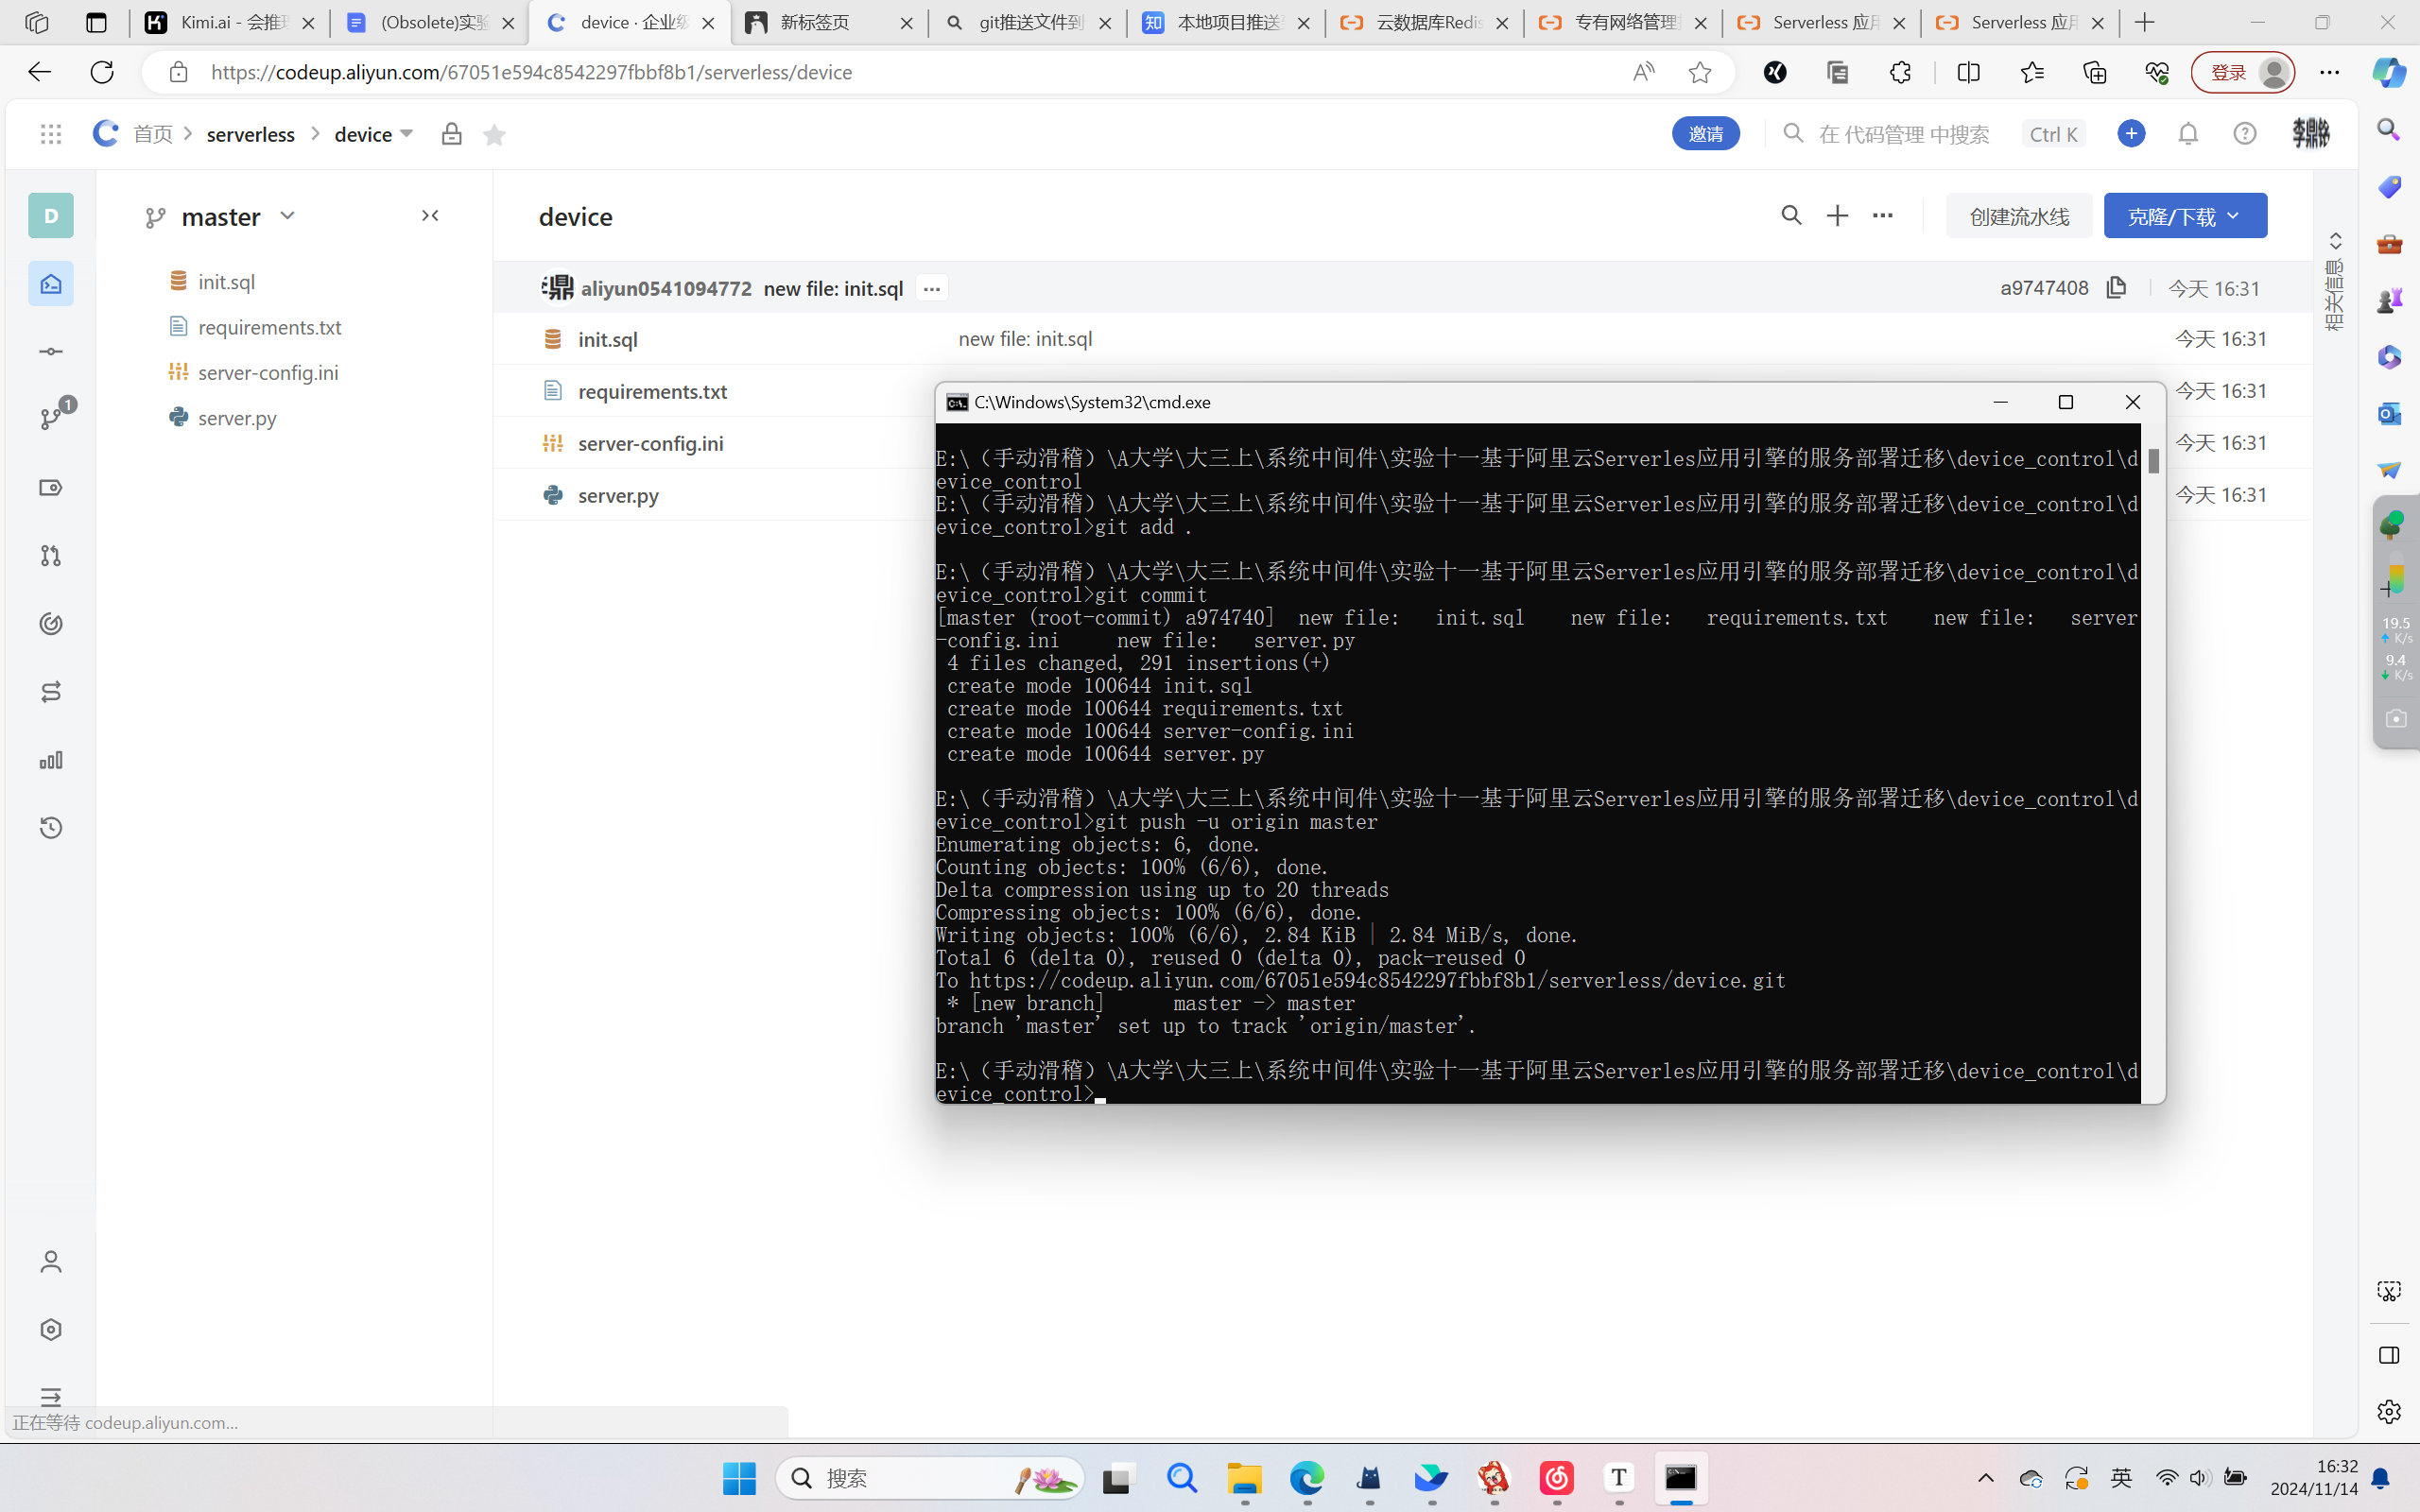 Kimi.ai - 会推理
(Obsolete)实验
device · 企业级
新标签页
git推送文件到
本地项目推送到
云数据库Redis
专有网络管理
Serverless 应用
Serverless 应用
https://codeup.aliyun.com/67051e594c8542297fbbf8b1/serverless/device
登录
首页 serverless device
邀请
在 代码管理 中搜索
Ctrl K
李鼎铭
D
master
device
创建流水线
克隆/下载
相关信息
1
init.sql
requirements.txt
server-config.ini
server.py
aliyun0541094772 new file: init.sql
a9747408
今天 16:31
init.sql
new file: init.sql
今天 16:31
requirements.txt
今天 16:31
server-config.ini
今天 16:31
server.py
今天 16:31
C:\Windows\System32\cmd.exe
E:\（手动滑稽）\A大学\大三上\系统中间件\实验十一基于阿里云Serverles应用引擎的服务部署迁移\device_control\d
evice_control
E:\（手动滑稽）\A大学\大三上\系统中间件\实验十一基于阿里云Serverles应用引擎的服务部署迁移\device_control\d
evice_control>git add .
E:\（手动滑稽）\A大学\大三上\系统中间件\实验十一基于阿里云Serverles应用引擎的服务部署迁移\device_control\d
evice_control>git commit
[master (root-commit) a974740]  new file:   init.sql    new file:   requirements.txt    new file:   server
-config.ini     new file:   server.py
 4 files changed, 291 insertions(+)
 create mode 100644 init.sql
 create mode 100644 requirements.txt
 create mode 100644 server-config.ini
 create mode 100644 server.py
E:\（手动滑稽）\A大学\大三上\系统中间件\实验十一基于阿里云Serverles应用引擎的服务部署迁移\device_control\d
evice_control>git push -u origin master
Enumerating objects: 6, done.
Counting objects: 100% (6/6), done.
Delta compression using up to 20 threads
Compressing objects: 100% (6/6), done.
Writing objects: 100% (6/6), 2.84 KiB | 2.84 MiB/s, done.
Total 6 (delta 0), reused 0 (delta 0), pack-reused 0
To https://codeup.aliyun.com/67051e594c8542297fbbf8b1/serverless/device.git
 * [new branch]      master -> master
branch 'master' set up to track 'origin/master'.
E:\（手动滑稽）\A大学\大三上\系统中间件\实验十一基于阿里云Serverles应用引擎的服务部署迁移\device_control\d
evice_control>
19.5
K/s
9.4
K/s
正在等待 codeup.aliyun.com...
搜索
英
16:32
2024/11/14